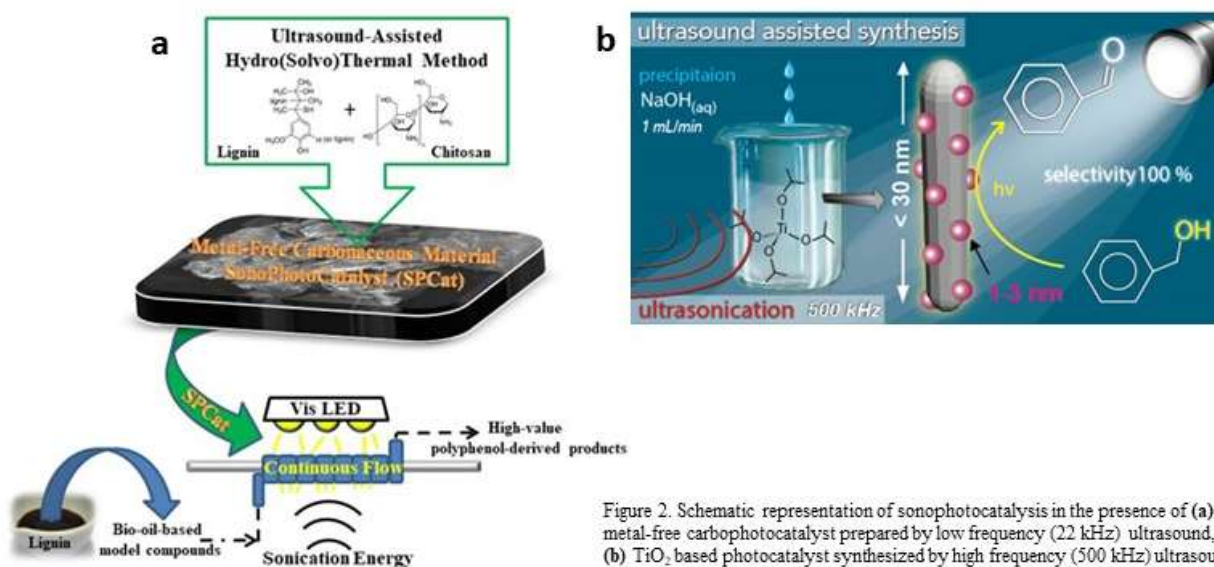 a
Ultrasound-Assisted
Hydro(Solvo)Thermal Method
Lignin
+
Chitosan
Metal-Free Carbonaceous Material
SonoPhotoCatalyst (SPCat)
SPCat
Vis LED
High-value
polyphenol-derived products
Continuous Flow
Lignin
Bio-oil-based
model compounds
Sonication Energy
b
ultrasound assisted synthesis
precipitaion
NaOH(aq)
1 mL/min
Ti
O
O
O
O
ultrasonication 500 kHz
< 30 nm
O
hν
selectivity100 %
OH
1-3 nm
Figure 2. Schematic representation of sonophotocatalysis in the presence of (a)
metal-free carbophotocatalyst prepared by low frequency (22 kHz) ultrasound,
(b) TiO2 based photocatalyst synthesized by high frequency (500 kHz)